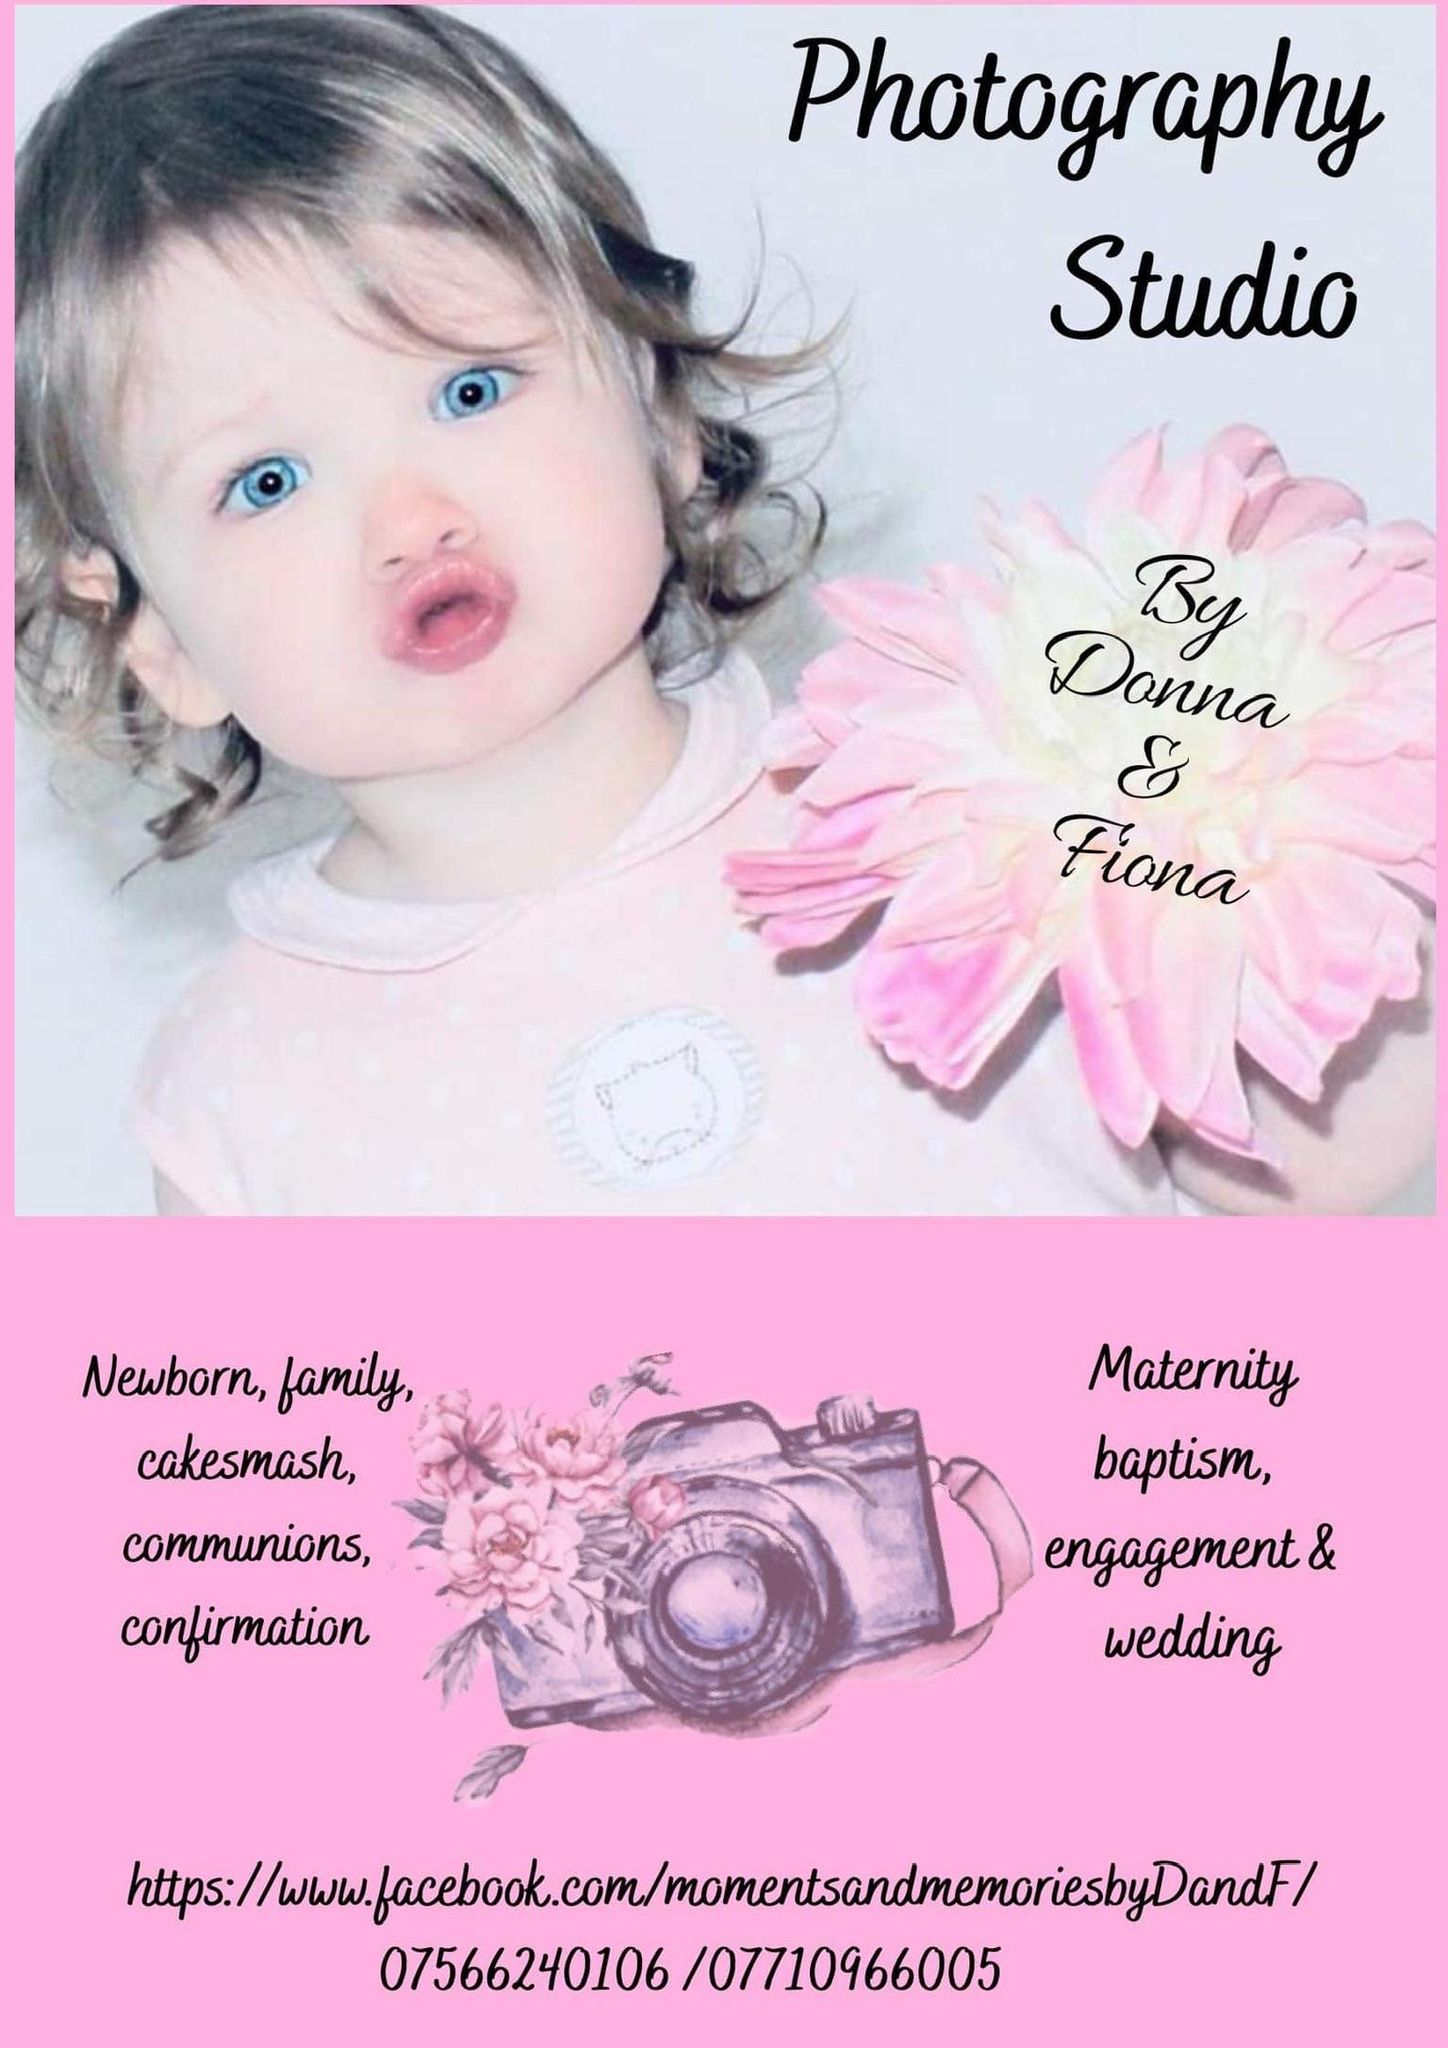 Photography
Studio
By
Donna
&
Fiona
Newborn, family,
cakesmash,
communions,
confirmation
Maternity
baptism,
engagement &
wedding
https://www.facebook.com/momentsandmemoriesbyDandF/
07566240106 /07710966005